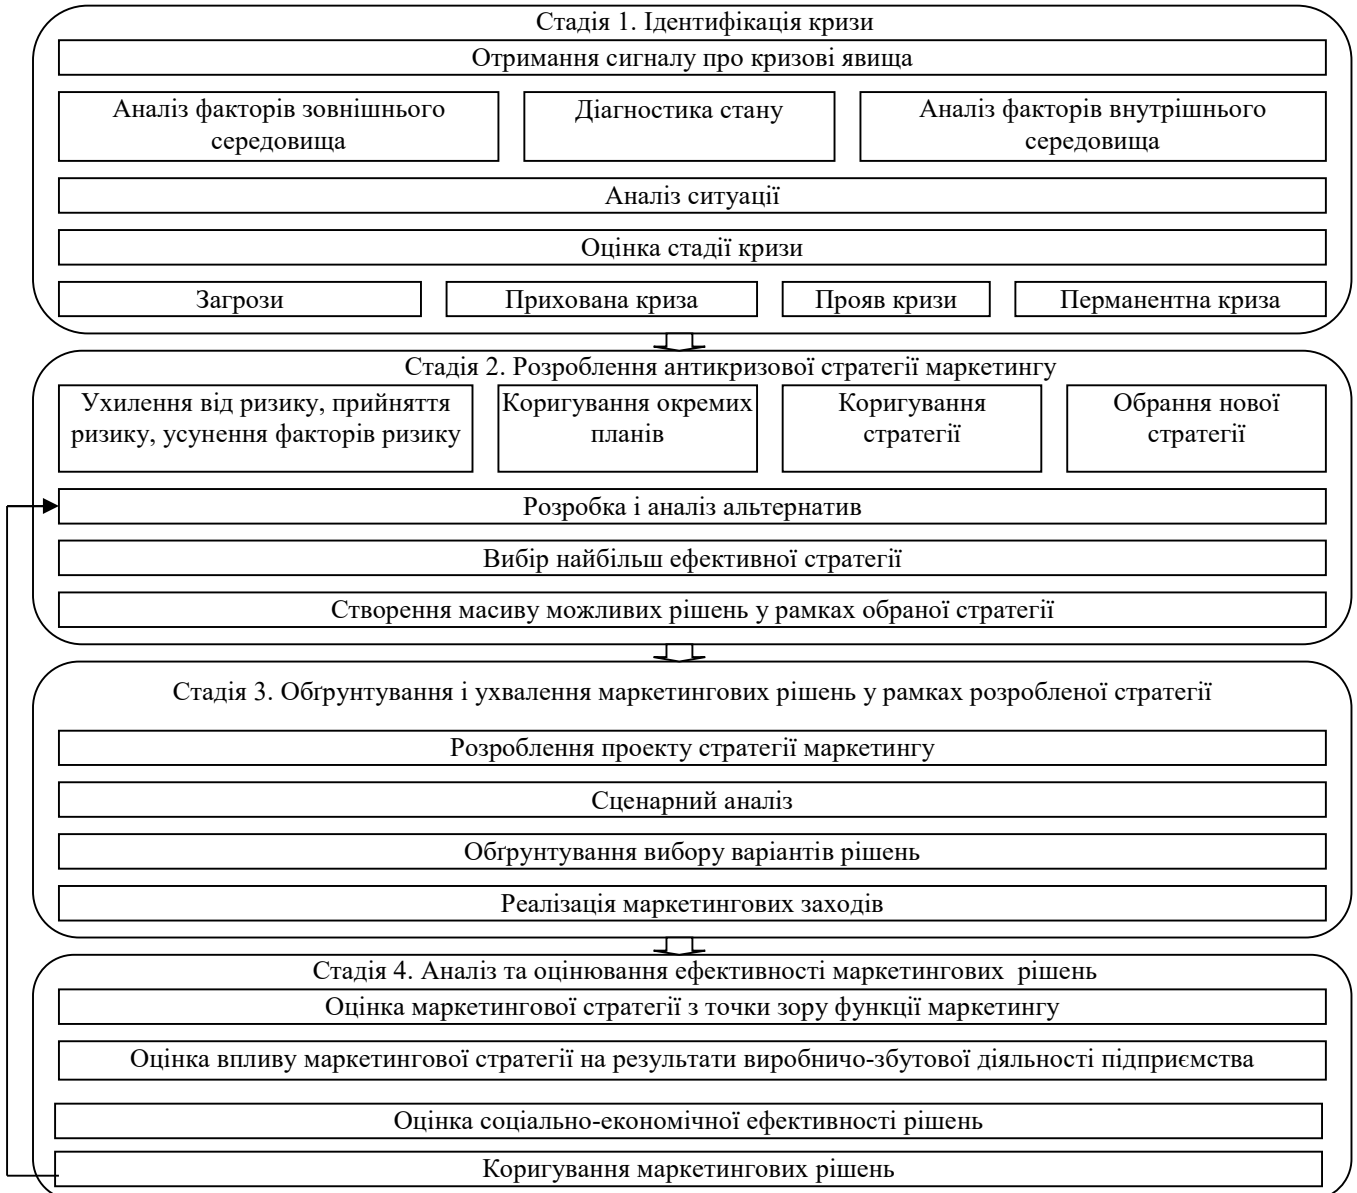 Стадія 1. Ідентифікація кризи
Отримання сигналу про кризові явища
Аналіз факторів зовнішнього
середовища
Діагностика стану
Аналіз факторів внутрішнього
середовища
Аналіз ситуації
Оцінка стадії кризи
Загрози
Прихована криза
Прояв кризи
Перманентна криза
Стадія 2. Розроблення антикризової стратегії маркетингу
Ухилення від ризику, прийняття
ризику, усунення факторів ризику
Коригування окремих
планів
Коригування
стратегії
Обрання нової
стратегії
Розробка і аналіз альтернатив
Вибір найбільш ефективної стратегії
Створення масиву можливих рішень у рамках обраної стратегії
Стадія 3. Обґрунтування і ухвалення маркетингових рішень у рамках розробленої стратегії
Розроблення проекту стратегії маркетингу
Сценарний аналіз
Обґрунтування вибору варіантів рішень
Реалізація маркетингових заходів
Стадія 4. Аналіз та оцінювання ефективності маркетингових рішень
Оцінка маркетингової стратегії з точки зору функції маркетингу
Оцінка впливу маркетингової стратегії на результати виробничо-збутової діяльності підприємства
Оцінка соціально-економічної ефективності рішень
Коригування маркетингових рішень